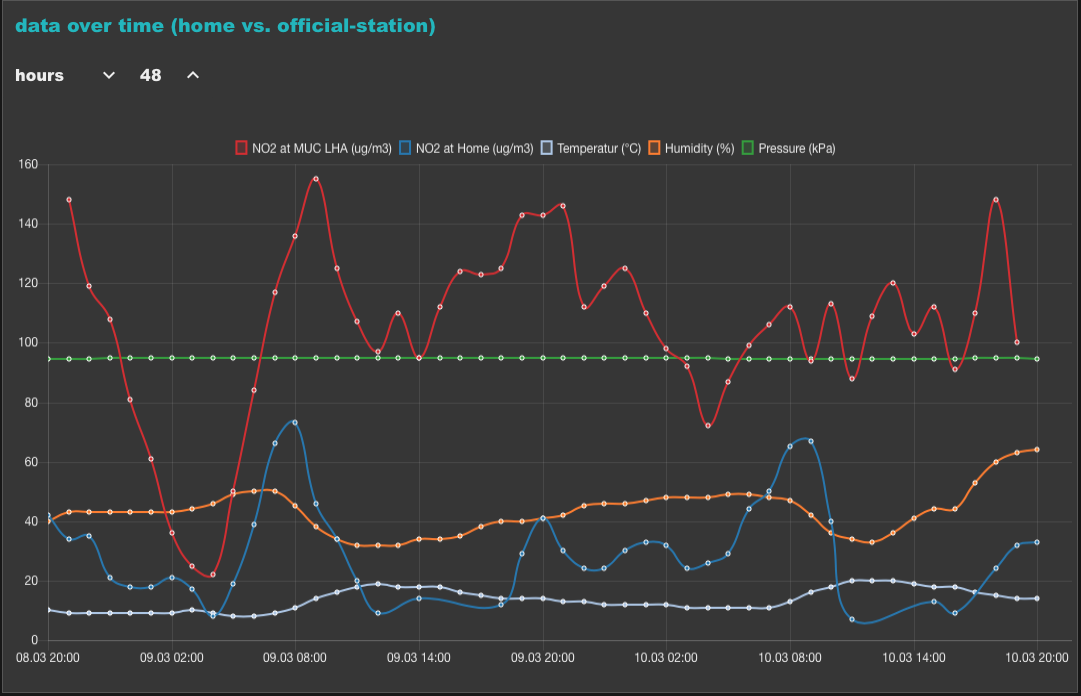 data over time (home vs. official-station)
hours 48
NO2 at MUC LHA (ug/m3) NO2 at Home (ug/m3) Temperatur (°C) Humidity (%) Pressure (kPa)
160
140
120
100
80
60
40
20
0
08.03 20:00 09.03 02:00 09.03 08:00 09.03 14:00 09.03 20:00 10.03 02:00 10.03 08:00 10.03 14:00 10.03 20:00